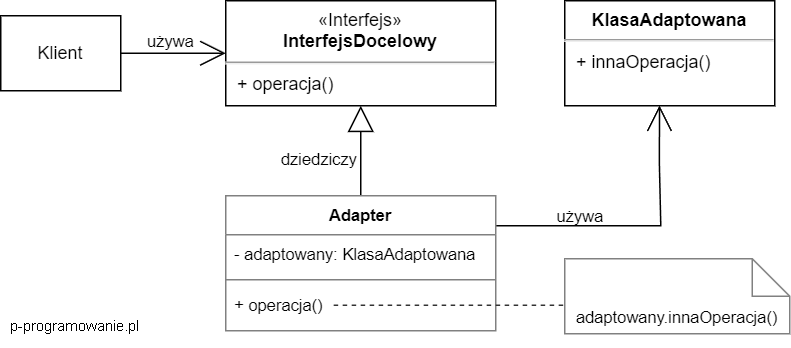 Klient
używa
«Interfejs»
InterfejsDocelowy
+ operacja()
KlasaAdaptowana
+ innaOperacja()
dziedziczy
Adapter
- adaptowany: KlasaAdaptowana
+ operacja()
używa
adaptowany.innaOperacja()
p-programowanie.pl